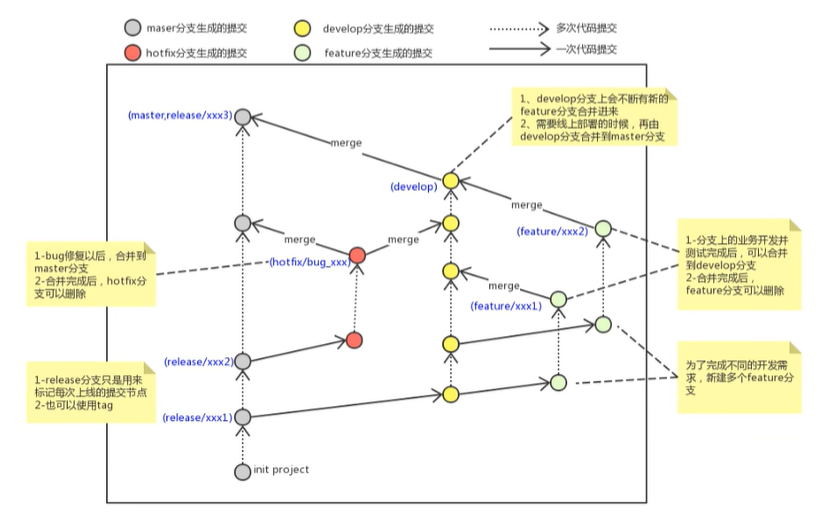 maser分支生成的提交
develop分支生成的提交
多次代码提交
hotfix分支生成的提交
feature分支生成的提交
一次代码提交
1、develop分支上会不断有新的
feature分支合并进来
2、需要线上部署的时候，再由
develop分支合并到master分支
(master,release/xxx3)
merge
(develop)
merge
(feature/xxx2)
merge
merge
1-bug修复以后，合并到
master分支
2-合并完成后，hotfix分
支可以删除
(hotfix/bug_xxx)
1-分支上的业务开发并
测试完成后，可以合并
到develop分支
2-合并完成后，
feature分支可以删除
merge
(feature/xxx1)
(release/xxx2)
为了完成不同的开发需
求，新建多个feature分
支
1-release分支只是用来
标记每次上线的提交节点
2-也可以使用tag
(release/xxx1)
init project